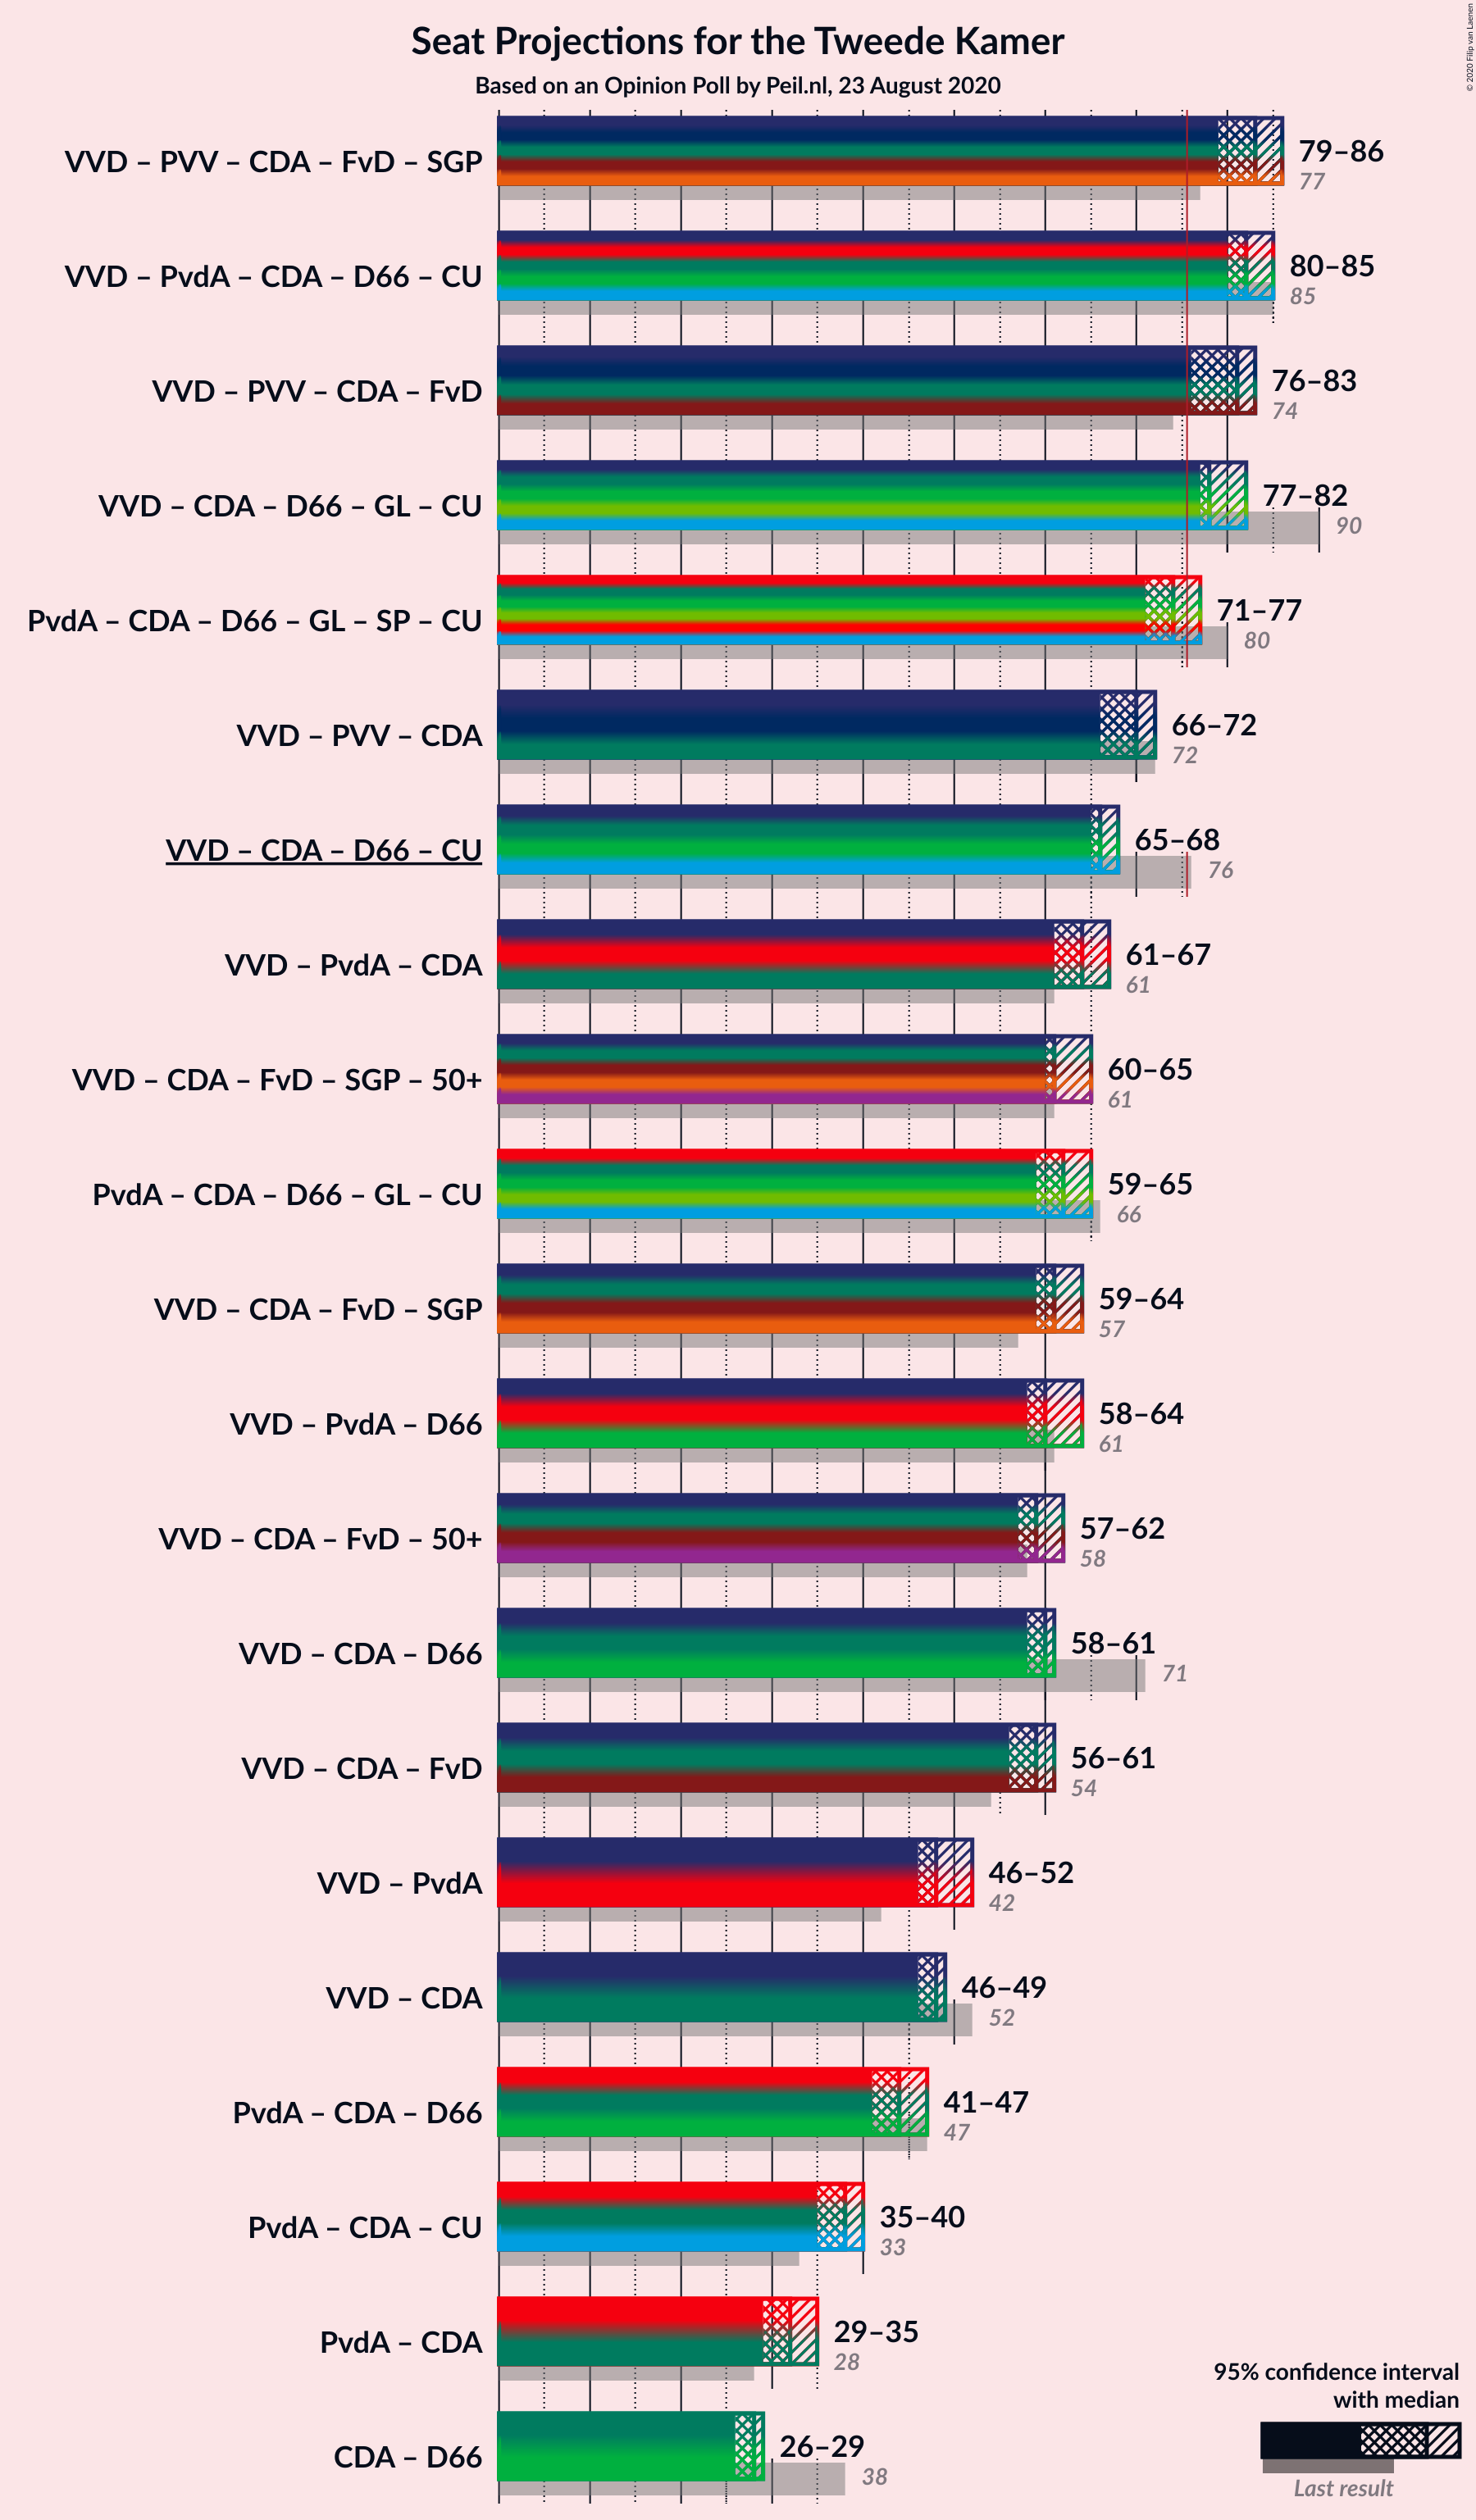 Seat Projections for the Tweede Kamer
Based on an Opinion Poll by Peil.nl, 23 August 2020
© 2020 Filip van Laenen
VVD – PVV – CDA – FvD – SGP
79–86
77
VVD – PvdA – CDA – D66 – CU
80–85
85
VVD – PVV – CDA – FvD
76–83
74
VVD – CDA – D66 – GL – CU
77–82
90
PvdA – CDA – D66 – GL – SP – CU
71–77
80
VVD – PVV – CDA
66–72
72
VVD – CDA – D66 – CU
65–68
76
VVD – PvdA – CDA
61–67
61
VVD – CDA – FvD – SGP – 50+
60–65
61
PvdA – CDA – D66 – GL – CU
59–65
66
VVD – CDA – FvD – SGP
59–64
57
VVD – PvdA – D66
58–64
61
VVD – CDA – FvD – 50+
57–62
58
VVD – CDA – D66
58–61
71
VVD – CDA – FvD
56–61
54
VVD – PvdA
46–52
42
VVD – CDA
46–49
52
PvdA – CDA – D66
41–47
47
PvdA – CDA – CU
35–40
33
PvdA – CDA
29–35
28
CDA – D66
26–29
38
95% confidence interval
with median
Last result